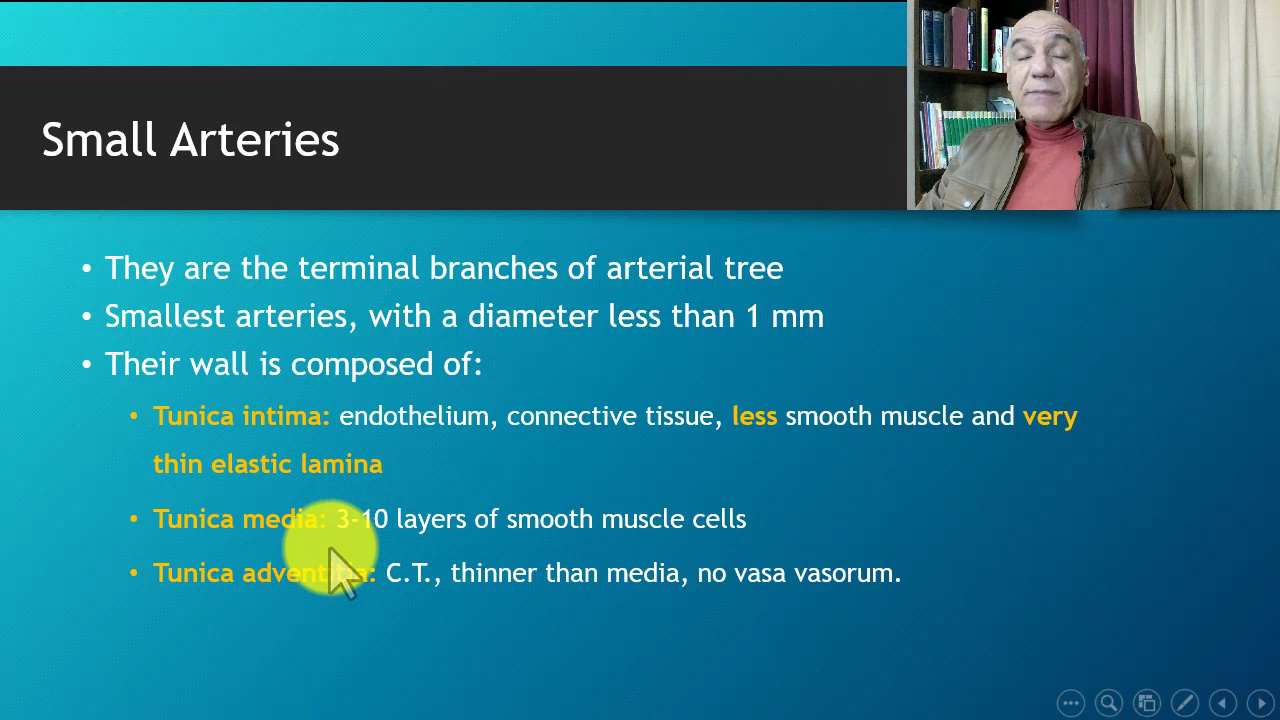 Small Arteries
• They are the terminal branches of arterial tree
• Smallest arteries, with a diameter less than 1 mm
• Their wall is composed of:
• Tunica intima: endothelium, connective tissue, less smooth muscle and very
thin elastic lamina
• Tunica media: 3-10 layers of smooth muscle cells
• Tunica adventitia: C.T., thinner than media, no vasa vasorum.